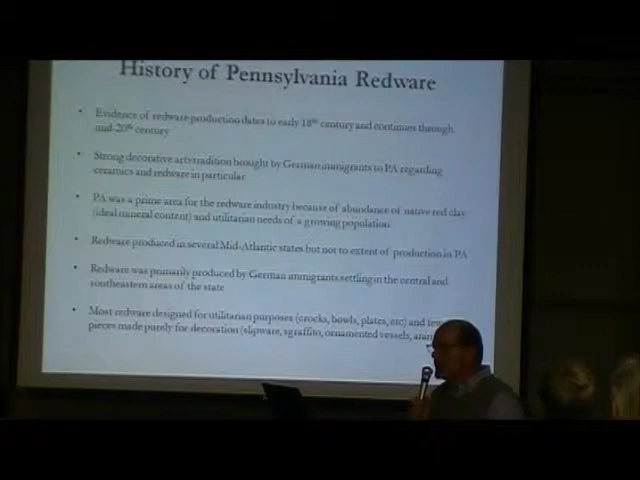 History of Pennsylvania Redware
• Evidence of redware production dates to early 18th century and continues through
mid-20th century
• Strong decorative arts tradition brought by German immigrants to PA regarding
ceramics and redware in particular
• PA was a prime area for the redware industry because of abundance of native red clay
(ideal mineral content) and utilitarian needs of a growing population
• Redware produced in several Mid-Atlantic states but not to extent of production in PA
• Redware was primarily produced by German immigrants settling in the central and
southeastern areas of the state
• Most redware designed for utilitarian purposes (crocks, bowls, plates, etc) and
pieces made purely for decoration (slipware, sgraffito, ornamented vessels,